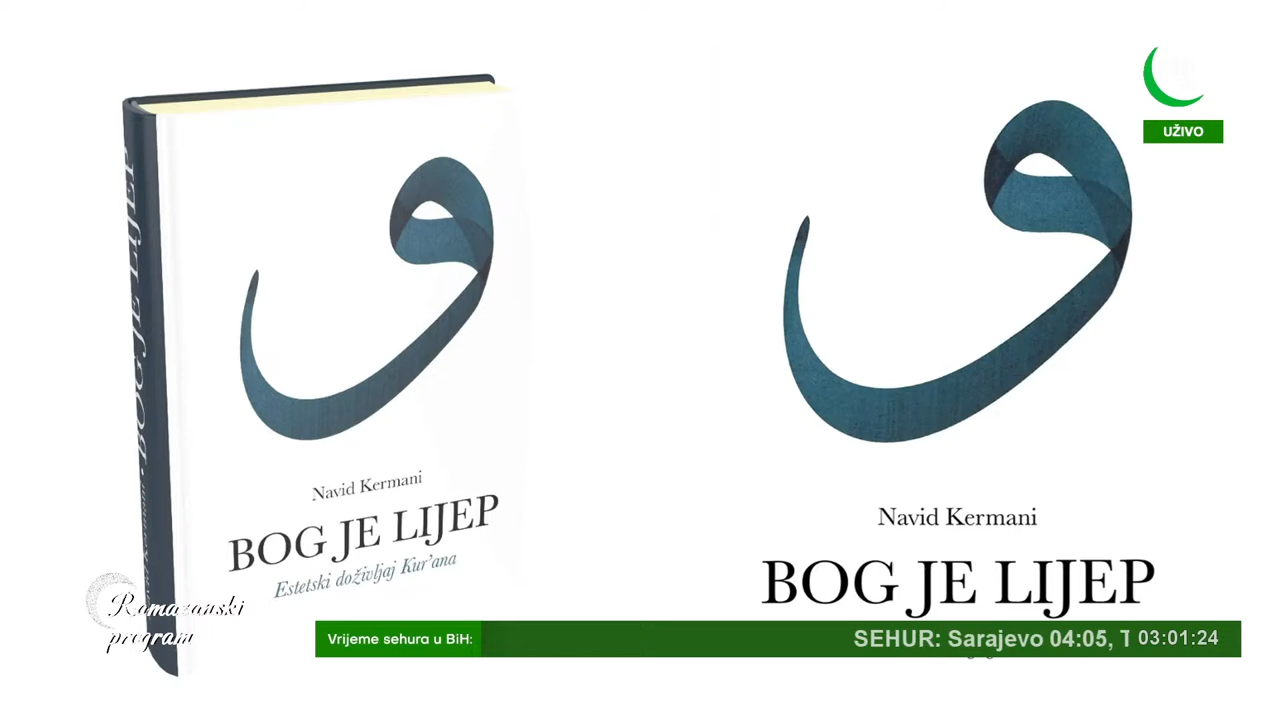 BOG JE LIJEP
Navid Kermani
و
Navid Kermani
BOG JE LIJEP
Estetski doživljaj Kur'ana
و
Navid Kermani
BOG JE LIJEP
UŽIVO
Ramazanski
program
Vrijeme sehura u BiH:
SEHUR: Sarajevo 04:05, T
03:01:24